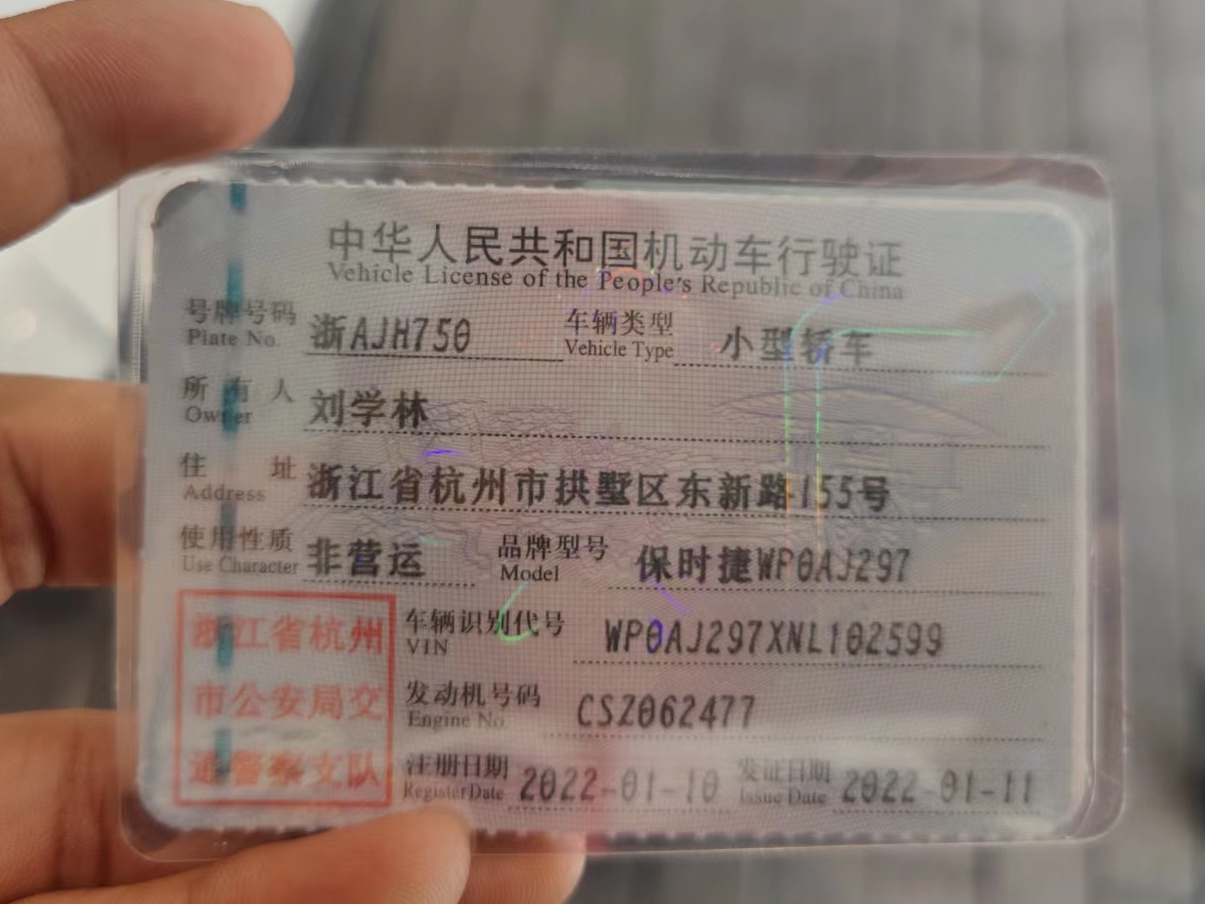 中华人民共和国机动车行驶证
Vehicle License of the People's Republic of China
号牌号码 浙AJH750 车辆类型 小型轿车
Plate No. Vehicle Type
所有人 刘学林
Owner
住址 浙江省杭州市拱墅区东新路155号
Address
使用性质 非营运 品牌型号 保时捷WP0AJ297
Use Character Model
浙江省杭州
市公安局交
通警察支队
车辆识别代号 WP0AJ297XNL102599
VIN
发动机号码 CSZ062477
Engine No.
注册日期 2022-01-10 发证日期 2022-01-11
Register Date Issue Date